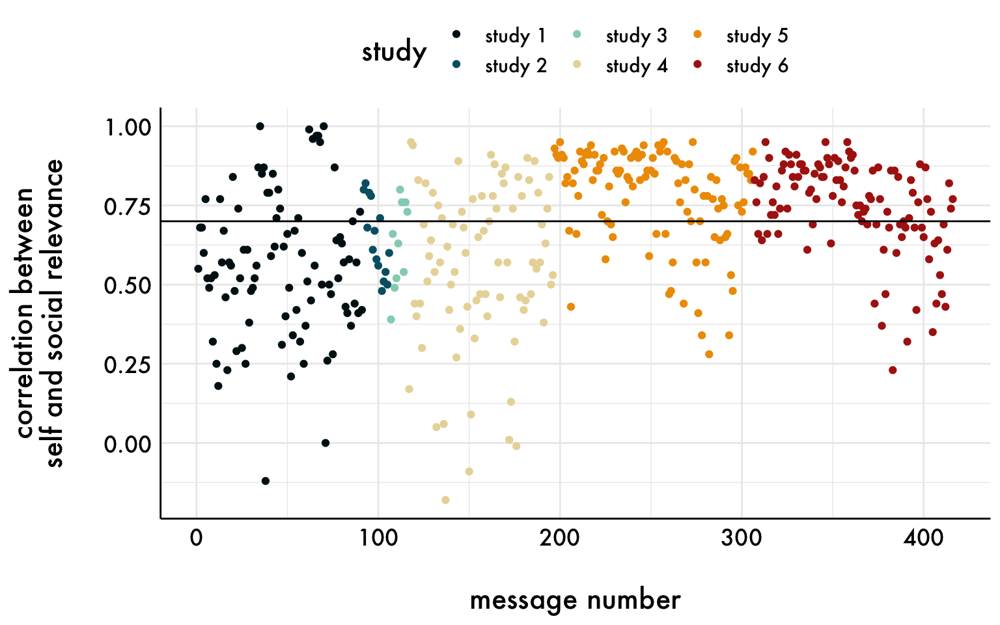 study
study 1
study 3
study 5
study 2
study 4
study 6
correlation between
self and social relevance
1.00
0.75
0.50
0.25
0.00
0
100
200
300
400
message number